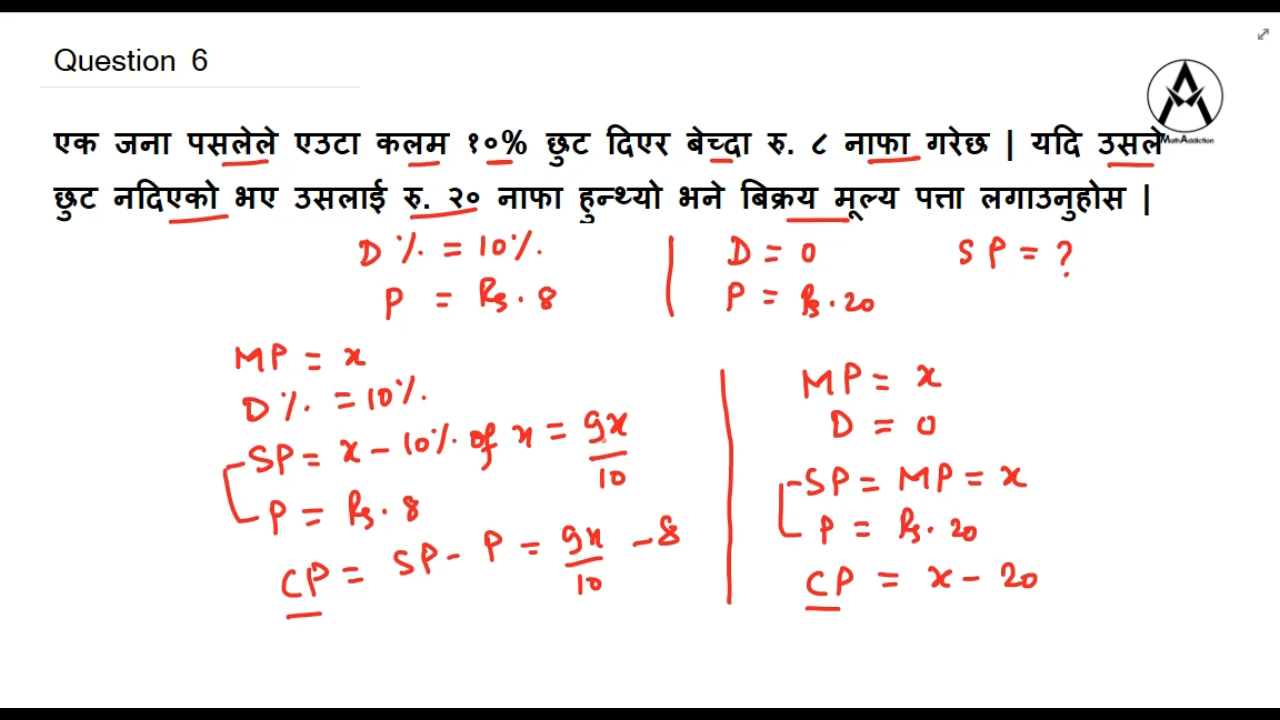 Question 6
MathAddiction
एक जना पसलेले एउटा कलम १०% छुट दिएर बेच्दा रु. ८ नाफा गरेछ | यदि उसले
छुट नदिएको भए उसलाई रु. २० नाफा हुन्थ्यो भने बिक्रय मूल्य पत्ता लगाउनुहोस |
D % = 10%.
P = Rs. 8
D = 0
P = Rs. 20
SP = ?
MP = x
D % = 10%.
SP = x - 10% of x = 9x/10
P = Rs. 8
CP = SP - P = 9x/10 - 8
MP = x
D = 0
SP = MP = x
P = Rs. 20
CP = x - 20